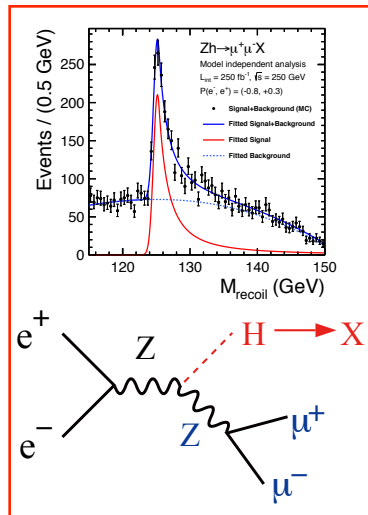 Zh→μ⁺μ⁻X
Model independent analysis
L_int = 250 fb⁻¹, √s = 250 GeV
P(e⁻, e⁺) = (-0.8, +0.3)
Signal+Background (MC)
Fitted Signal+Background
Fitted Signal
Fitted Background
Events / (0.5 GeV)
250
200
150
100
50
0
120 130 140 150
M_recoil (GeV)
e⁺
Z
H → X
e⁻
Z
μ⁺
μ⁻